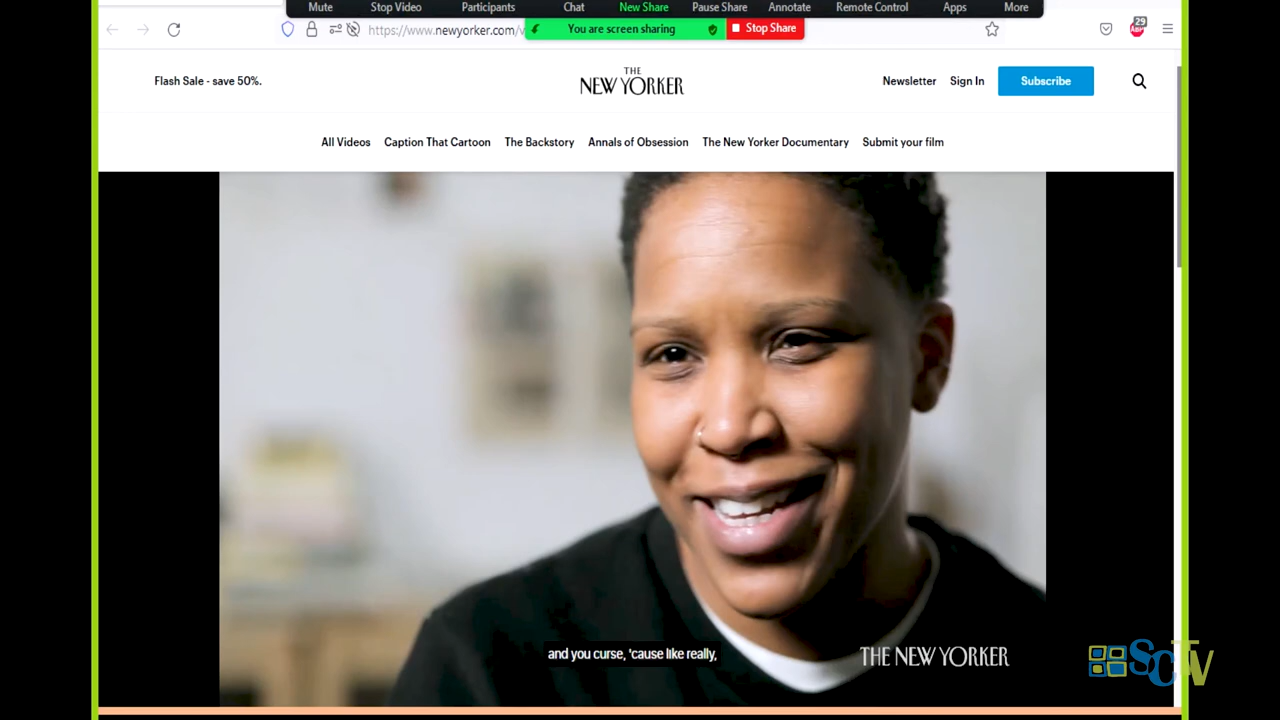 Mute Stop Video Participants Chat New Share Pause Share Annotate Remote Control Apps More
https://www.newyorker.com/v
You are screen sharing
Stop Share
29
ABP
Flash Sale - save 50%.
THE
NEW YORKER
Newsletter Sign In Subscribe
All Videos Caption That Cartoon The Backstory Annals of Obsession The New Yorker Documentary Submit your film
and you curse, 'cause like really,
THE NEW YORKER
SCTV